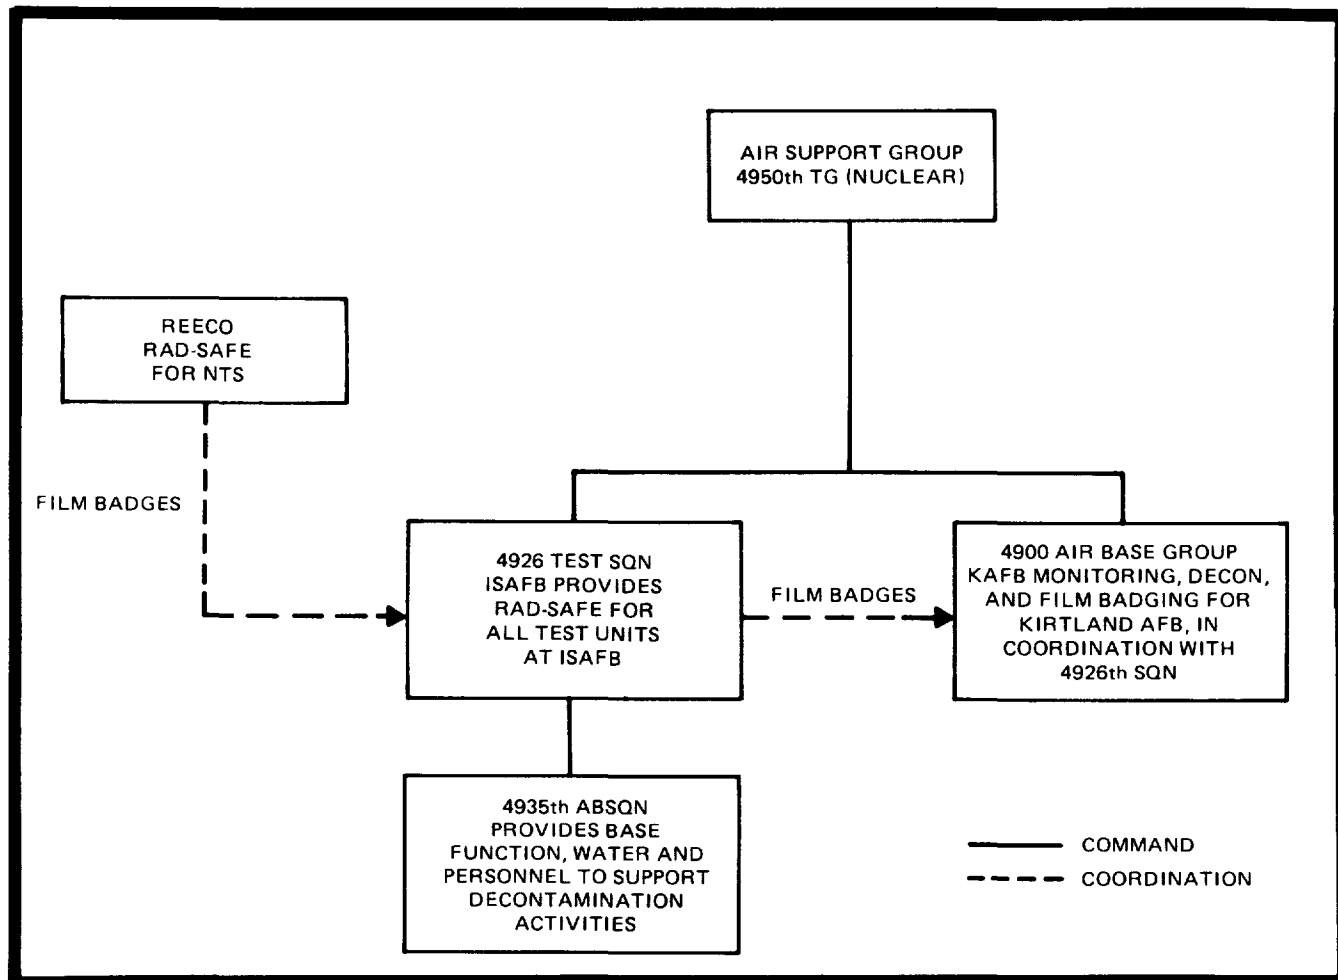 AIR SUPPORT GROUP
4950th TG (NUCLEAR)
REECO
RAD-SAFE
FOR NTS
FILM BADGES
4926 TEST SQN
ISAFB PROVIDES
RAD-SAFE FOR
ALL TEST UNITS
AT ISAFB
FILM BADGES
4900 AIR BASE GROUP
KAFB MONITORING, DECON,
AND FILM BADGING FOR
KIRTLAND AFB, IN
COORDINATION WITH
4926th SQN
4935th ABSQN
PROVIDES BASE
FUNCTION, WATER AND
PERSONNEL TO SUPPORT
DECONTAMINATION
ACTIVITIES
COMMAND
COORDINATION